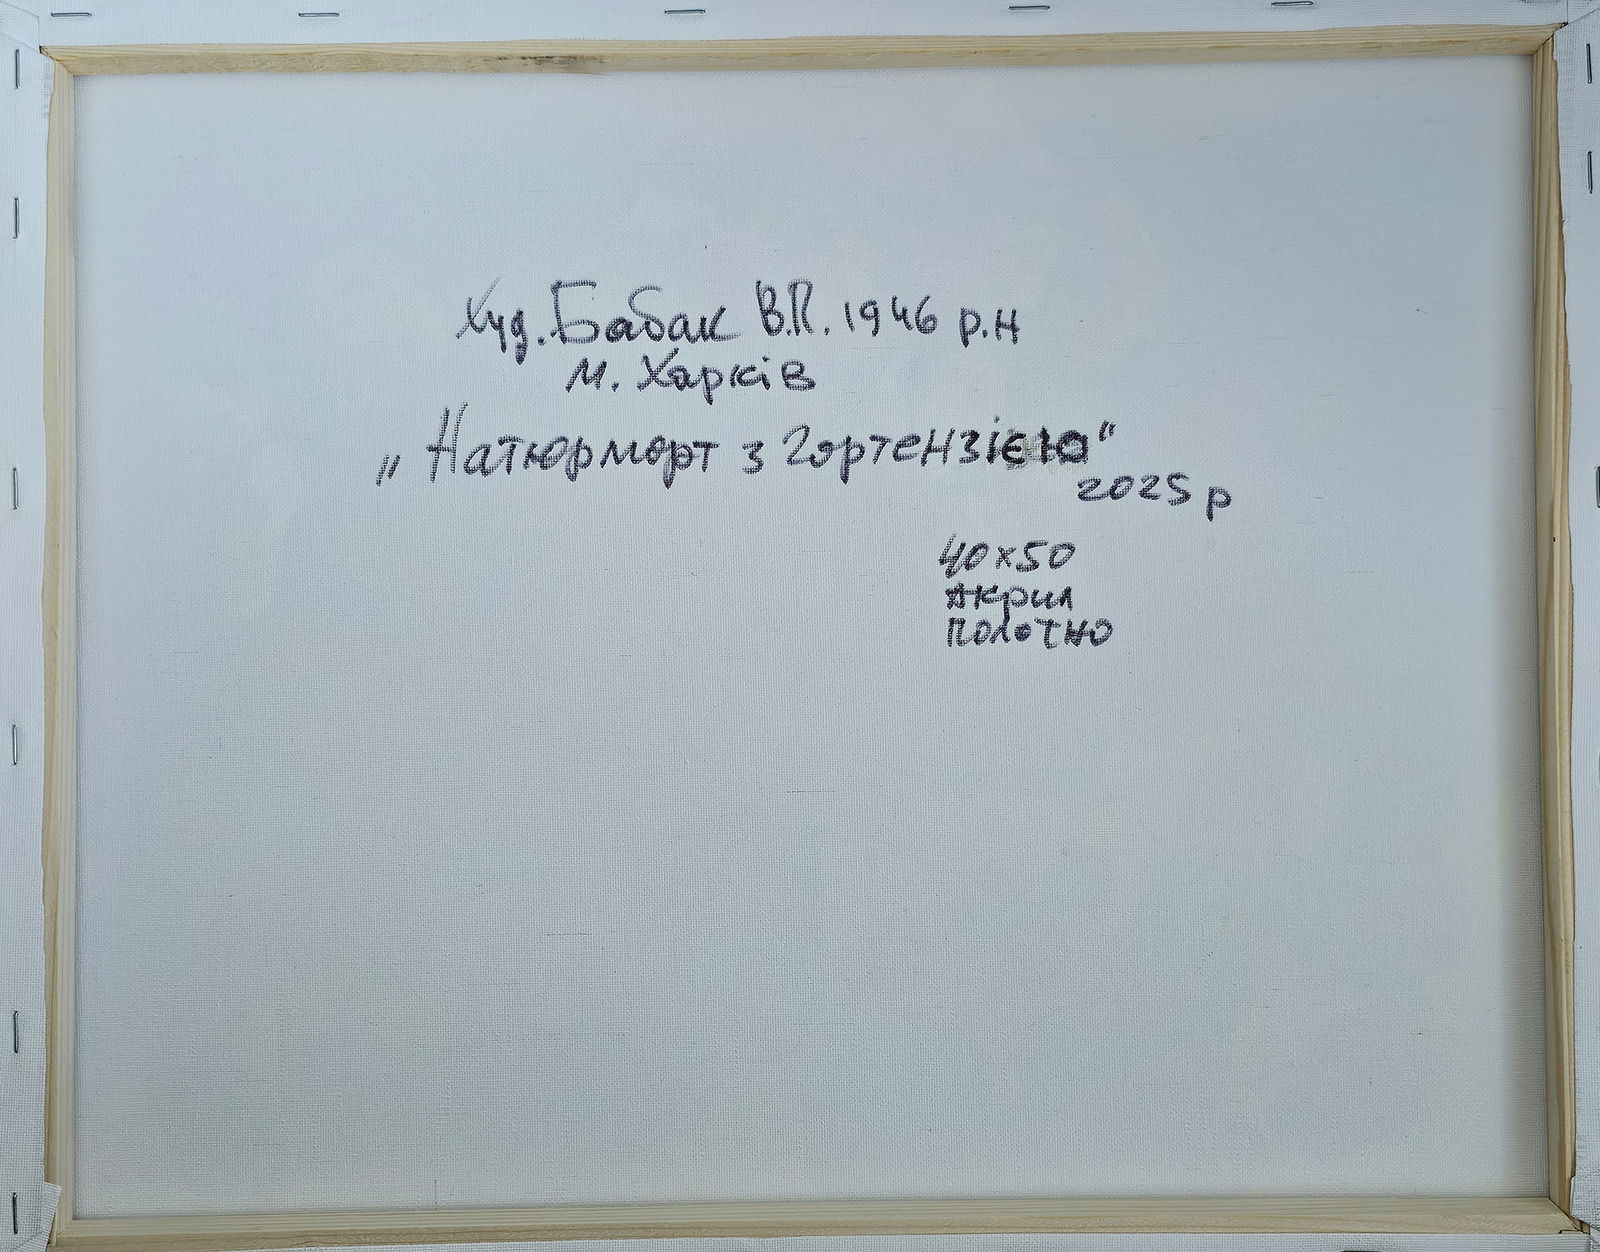 Худ. Бабак В.П. 1946 р.н
м. Харків
„Натюрморт з Гортензією“
2025 р
40х50
Акрил
полотно